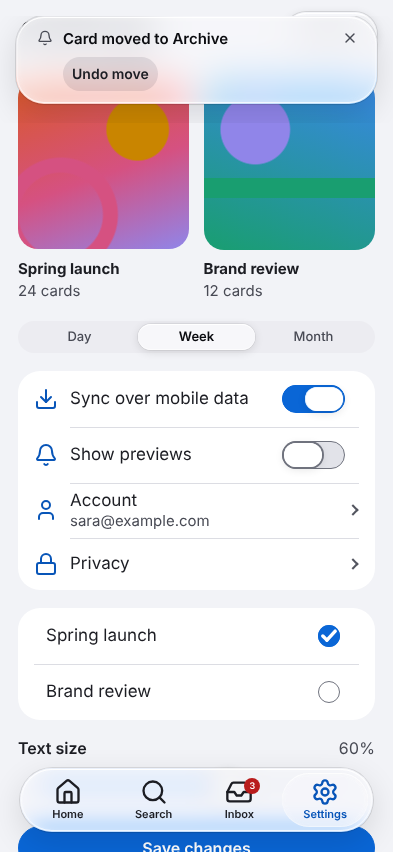 Card moved to Archive
Undo move
Spring launch
24 cards
Brand review
12 cards
Day
Week
Month
Sync over mobile data
Show previews
Account
sara@example.com
Privacy
Spring launch
Brand review
Text size
60%
Home
Search
3
Inbox
Settings
Save changes